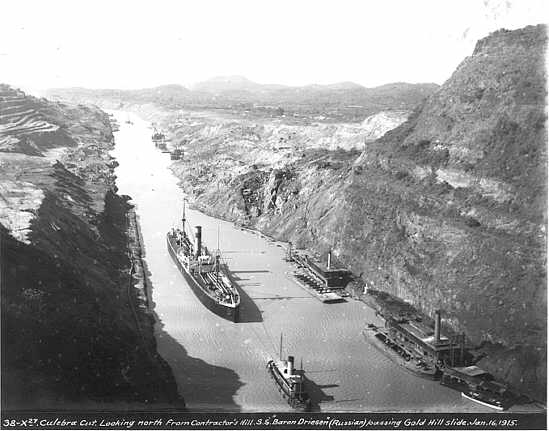 38-X27. Culebra Cut. Looking north from Contractor's Hill. S.S. "Baron Driesen" (Russian) passing Gold Hill slide. Jan. 16, 1915.